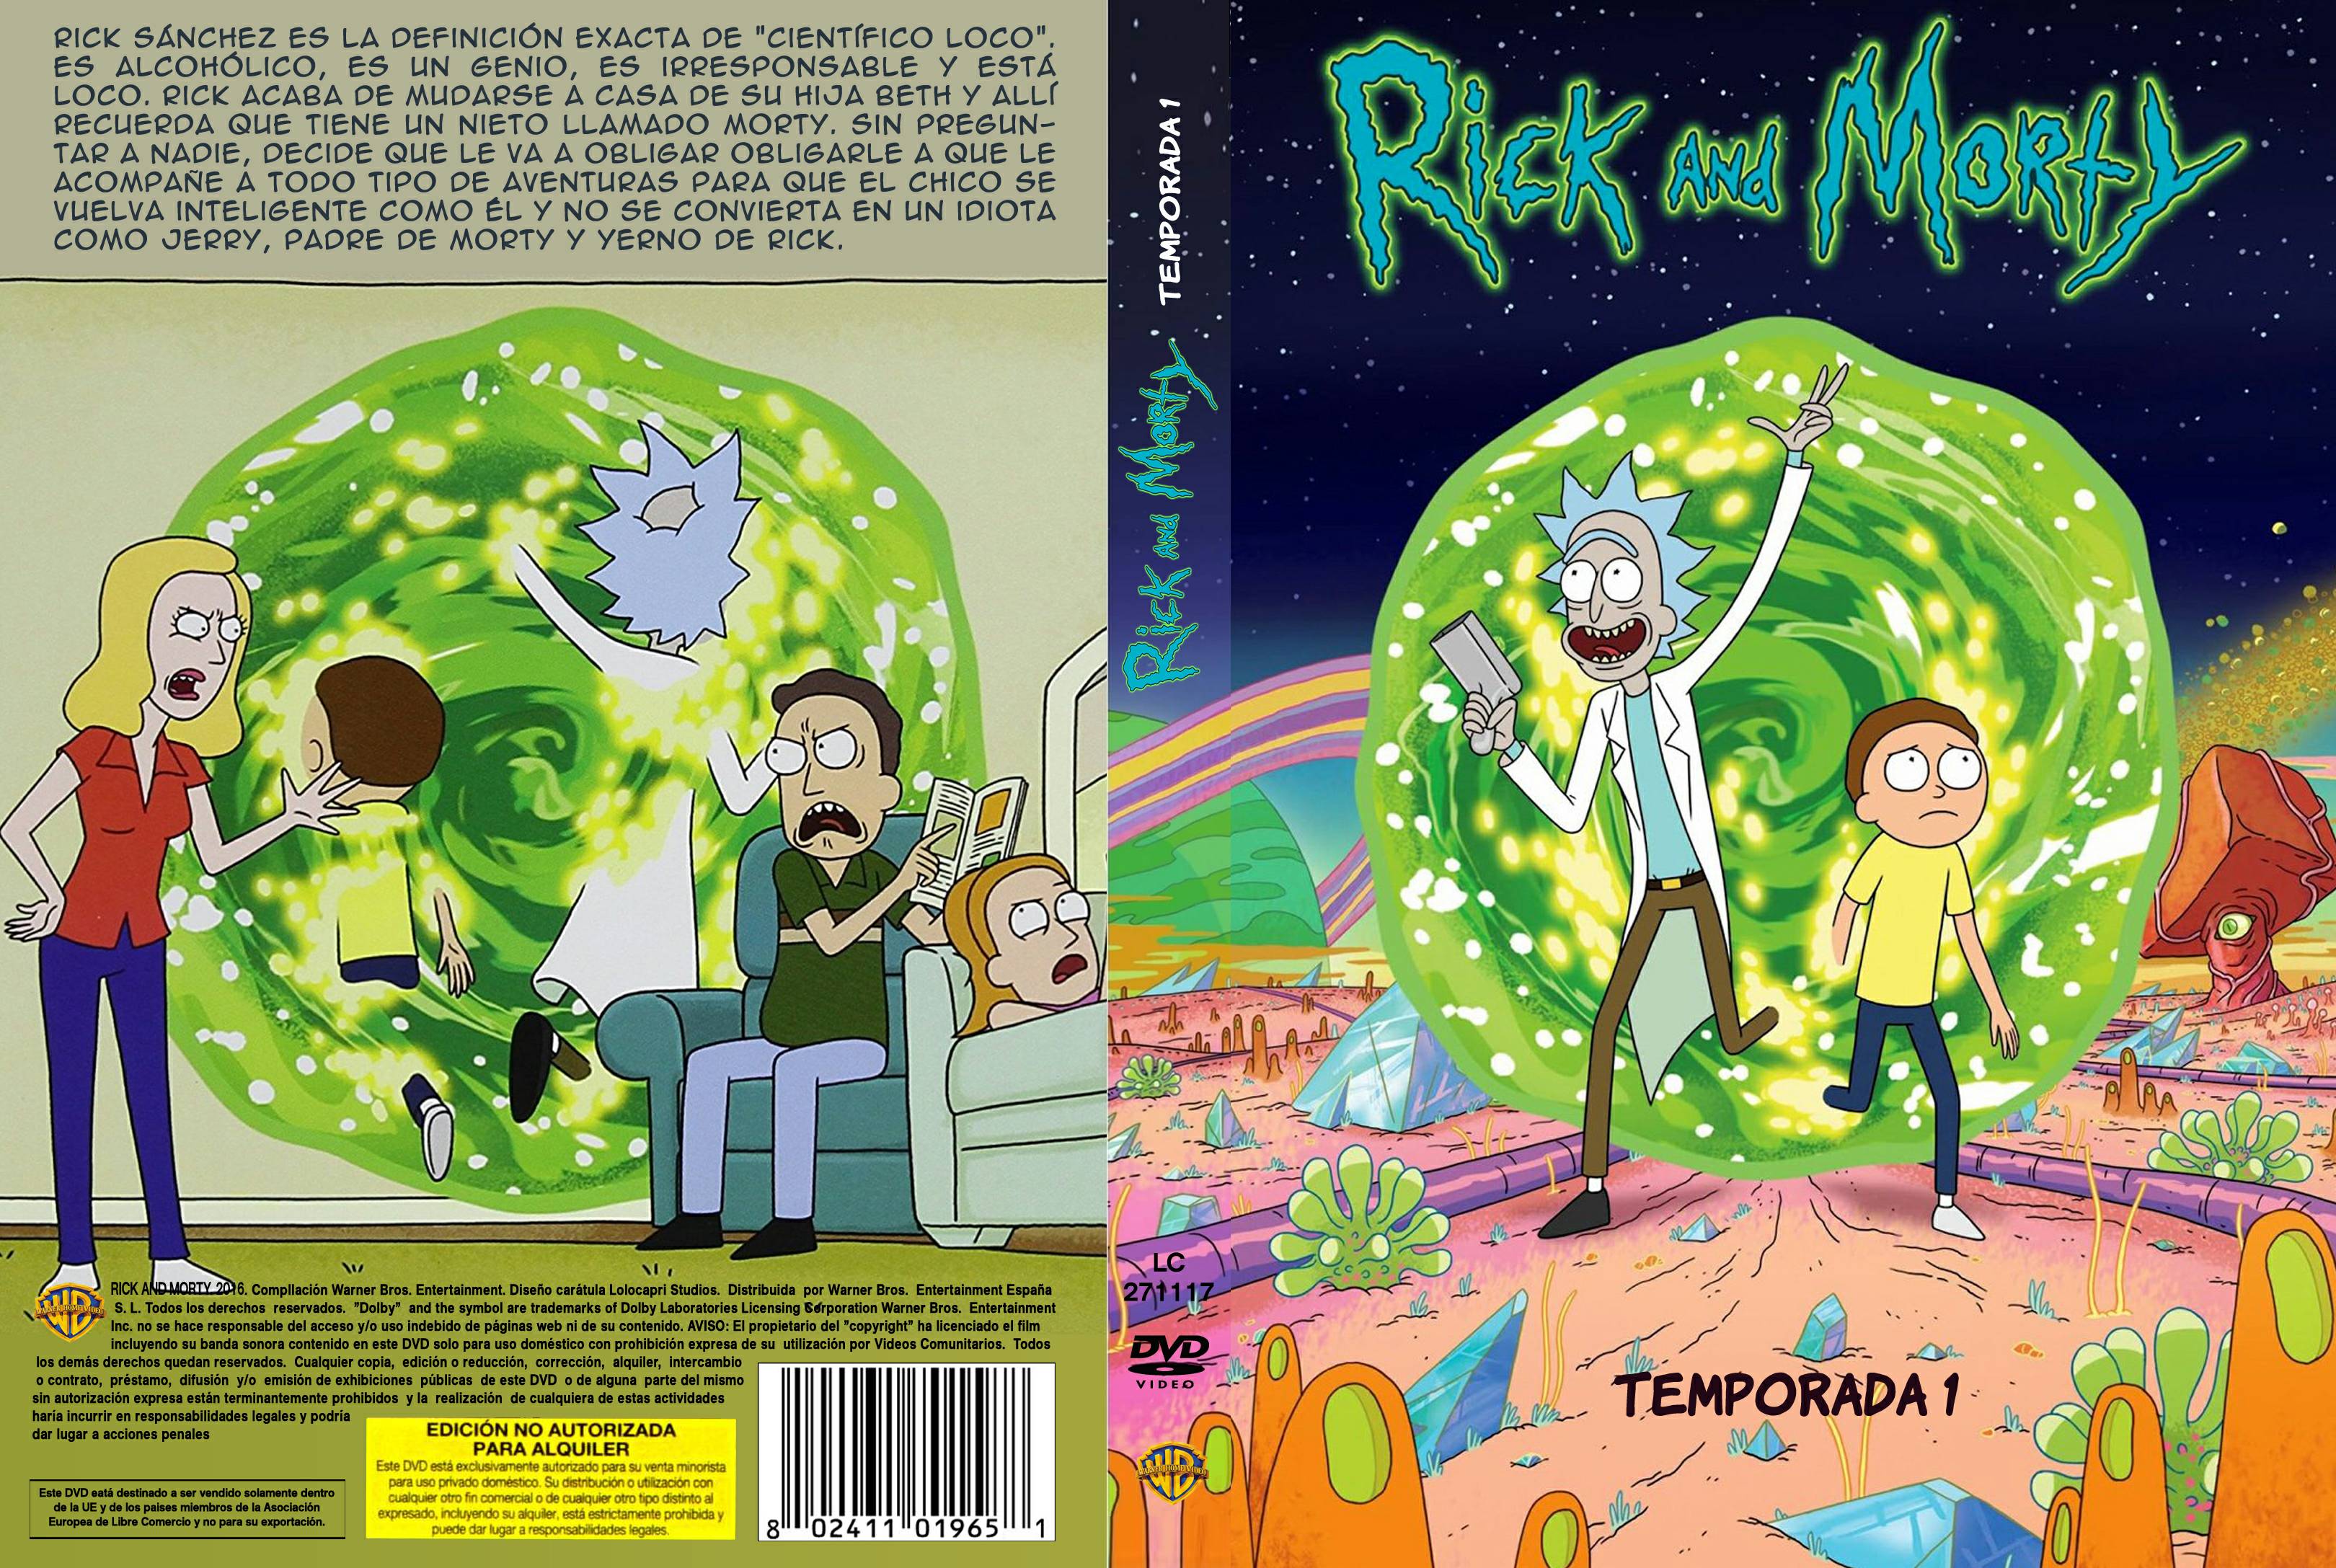 RICK SÁNCHEZ ES LA DEFINICIÓN EXACTA DE "CIENTÍFICO LOCO".
ES ALCOHÓLICO, ES UN GENIO, ES IRRESPONSABLE Y ESTÁ
LOCO. RICK ACABA DE MUDARSE A CASA DE SU HIJA BETH Y ALLÍ
RECUERDA QUE TIENE UN NIETO LLAMADO MORTY. SIN PREGUN-
TAR A NADIE, DECIDE QUE LE VA A OBLIGAR OBLIGARLE A QUE LE
ACOMPAÑE A TODO TIPO DE AVENTURAS PARA QUE EL CHICO SE
VUELVA INTELIGENTE COMO ÉL Y NO SE CONVIERTA EN UN IDIOTA
COMO JERRY, PADRE DE MORTY Y YERNO DE RICK.
RICK AND MORTY 2016. Compilación Warner Bros. Entertainment. Diseño carátula Lolocapri Studios. Distribuida por Warner Bros. Entertainment España
S. L. Todos los derechos reservados. "Dolby" and the symbol are trademarks of Dolby Laboratories Licensing Corporation Warner Bros. Entertainment
Inc. no se hace responsable del acceso y/o uso indebido de páginas web ni de su contenido. AVISO: El propietario del "copyright" ha licenciado el film
incluyendo su banda sonora contenido en este DVD solo para uso doméstico con prohibición expresa de su utilización por Videos Comunitarios. Todos
los demás derechos quedan reservados. Cualquier copia, edición o reducción, corrección, alquiler, intercambio
o contrato, préstamo, difusión y/o emisión de exhibiciones públicas de este DVD o de alguna parte del mismo
sin autorización expresa están terminantemente prohibidos y la realización de cualquiera de estas actividades
haría incurrir en responsabilidades legales y podría
dar lugar a acciones penales
EDICIÓN NO AUTORIZADA
PARA ALQUILER
Este DVD está exclusivamente autorizado para su venta minorista
para uso privado doméstico. Su distribución o utilización con
cualquier otro fin comercial o de cualquier otro tipo distinto al
expresado, incluyendo su alquiler, está estrictamente prohibida y
puede dar lugar a responsabilidades legales.
Este DVD eatá destinado a ser vendido solamente dentro
de la UE y de los paises miembros de la Asociación
Europea de Libre Comercio y no para su exportación.
8 02411 01965 1
RICK AND MORTY TEMPORADA 1
LC
271117
DVD
VIDEO
WB
RICK AND MORTY
TEMPORADA 1